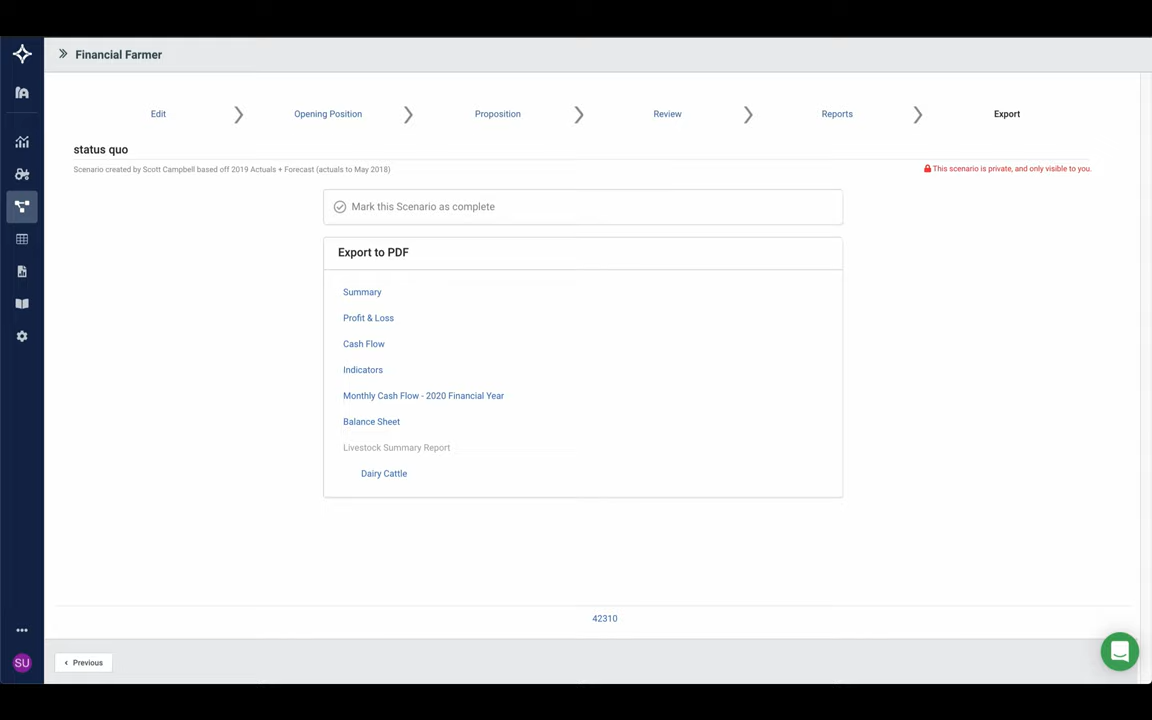 Financial Farmer
Edit
Opening Position
Proposition
Review
Reports
Export
status quo
Scenario created by Scott Campbell based off 2019 Actuals + Forecast (actuals to May 2018)
This scenario is private, and only visible to you.
Mark this Scenario as complete
Export to PDF
Summary
Profit & Loss
Cash Flow
Indicators
Monthly Cash Flow - 2020 Financial Year
Balance Sheet
Livestock Summary Report
Dairy Cattle
42310
SU
Previous